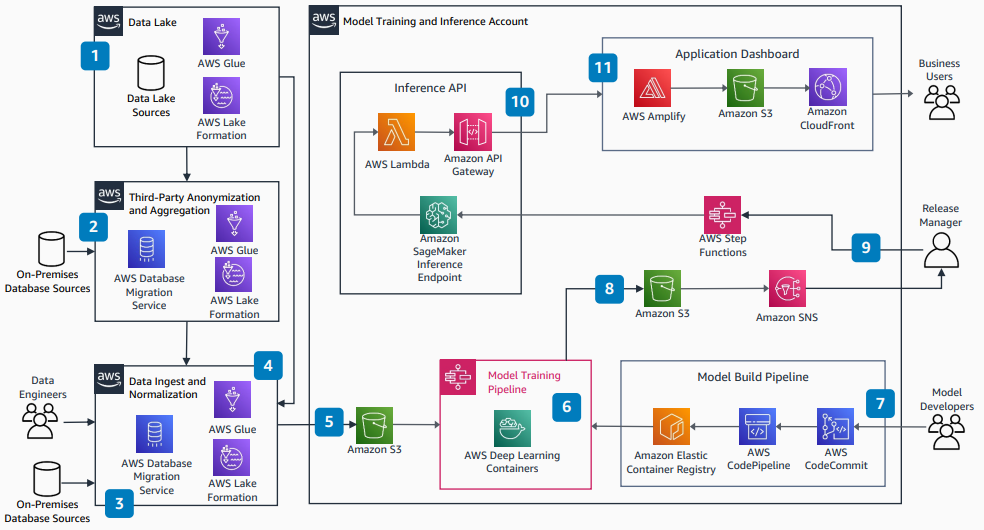 aws
Data Lake
1
AWS Glue
Data Lake
Sources
AWS Lake
Formation
aws
Third-Party Anonymization
and Aggregation
2
AWS Glue
On-Premises
Database Sources
AWS Database
Migration
Service
AWS Lake
Formation
aws
Data Ingest and
Normalization
4
Data
Engineers
AWS Glue
AWS Database
Migration
Service
AWS Lake
Formation
On-Premises
Database Sources
3
aws
Model Training and Inference Account
Inference API
10
AWS Lambda
Amazon API
Gateway
Amazon
SageMaker
Inference
Endpoint
11
Application Dashboard
AWS Amplify
Amazon S3
Amazon
CloudFront
Business
Users
AWS Step
Functions
9
Release
Manager
8
Amazon S3
Amazon SNS
5
Amazon S3
Model Training
Pipeline
6
AWS Deep Learning
Containers
Model Build Pipeline
7
Amazon Elastic
Container Registry
AWS
CodePipeline
AWS
CodeCommit
Model
Developers